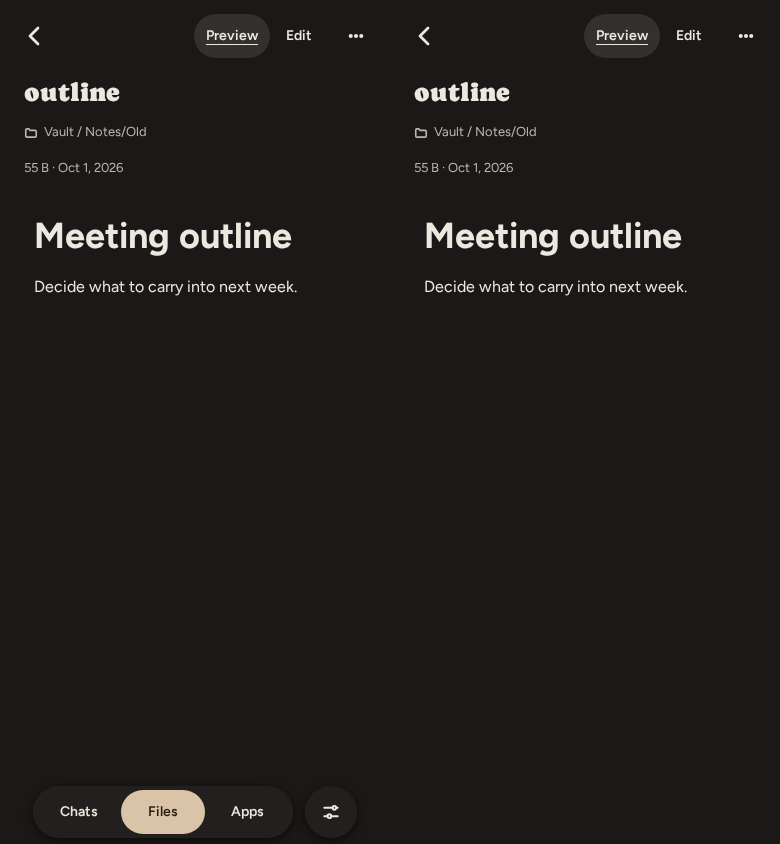 Preview Edit
outline
Vault / Notes/Old
55 B · Oct 1, 2026
Meeting outline
Decide what to carry into next week.
Chats Files Apps
Preview Edit
outline
Vault / Notes/Old
55 B · Oct 1, 2026
Meeting outline
Decide what to carry into next week.